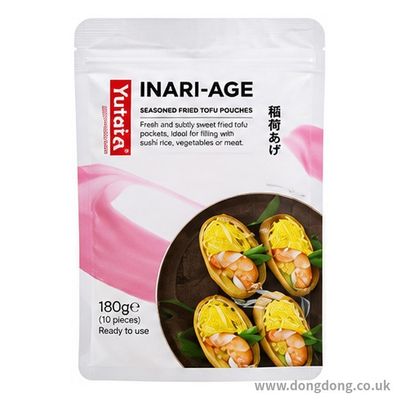 Yutaka®
INARI-AGE
SEASONED FRIED TOFU POUCHES
Fresh and subtly sweet fried tofu
pockets, ideal for filling with
sushi rice, vegetables or meat.
稲荷あげ
180g℮
(10 pieces)
Ready to use
www.dongdong.co.uk